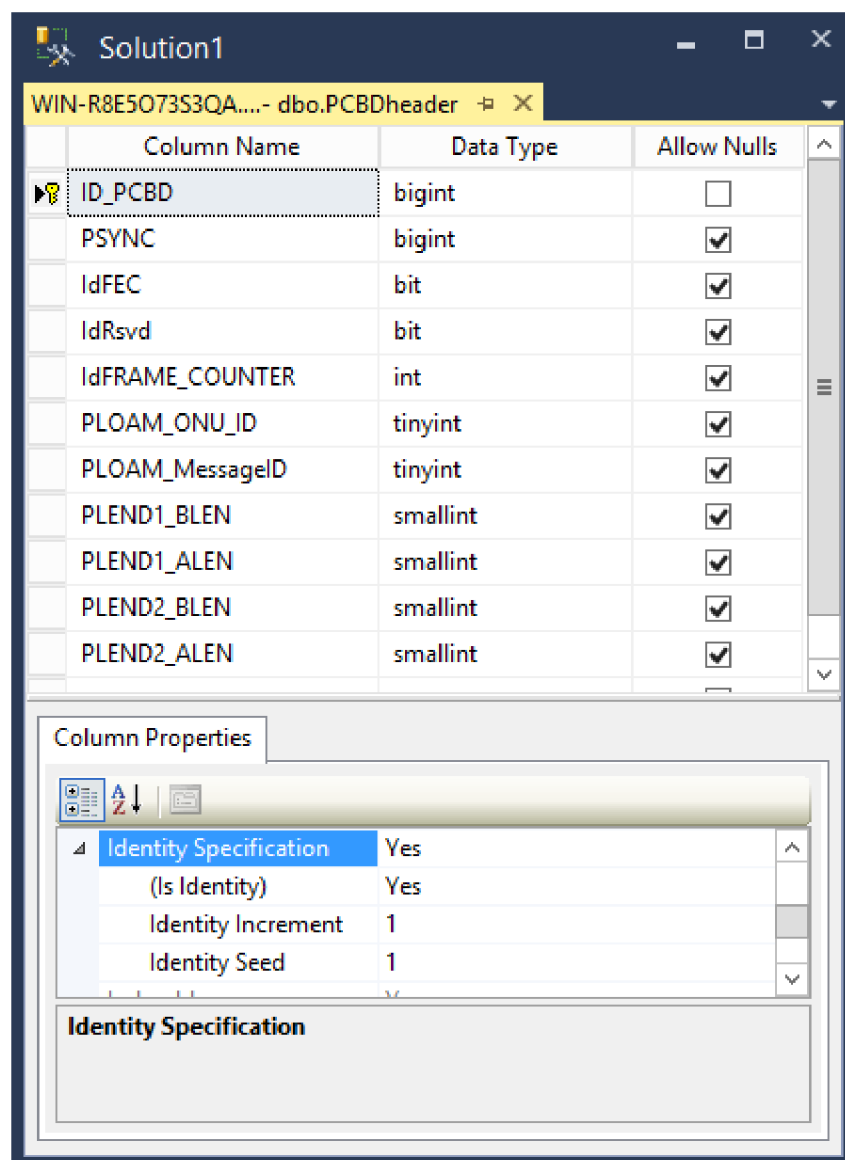 Solution1
WIN-R8E5O73S3QA....- dbo.PCBDheader
Column Name Data Type Allow Nulls
ID_PCBD bigint
PSYNC bigint
IdFEC bit
IdRsvd bit
IdFRAME_COUNTER int
PLOAM_ONU_ID tinyint
PLOAM_MessageID tinyint
PLEND1_BLEN smallint
PLEND1_ALEN smallint
PLEND2_BLEN smallint
PLEND2_ALEN smallint
Column Properties
A
Z
Identity Specification Yes
(Is Identity) Yes
Identity Increment 1
Identity Seed 1
Identity Specification